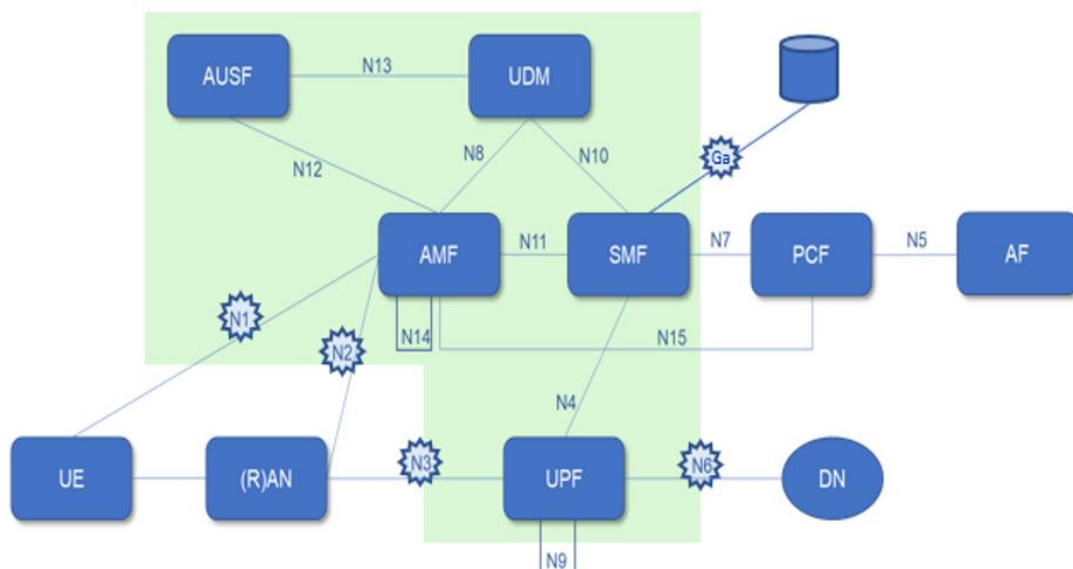 AUSF
N13
UDM
N12
N8
N10
Ga
AMF
N11
SMF
N7
PCF
N5
AF
N1
N14
N2
N15
N4
UE
(R)AN
N3
UPF
N6
DN
N9